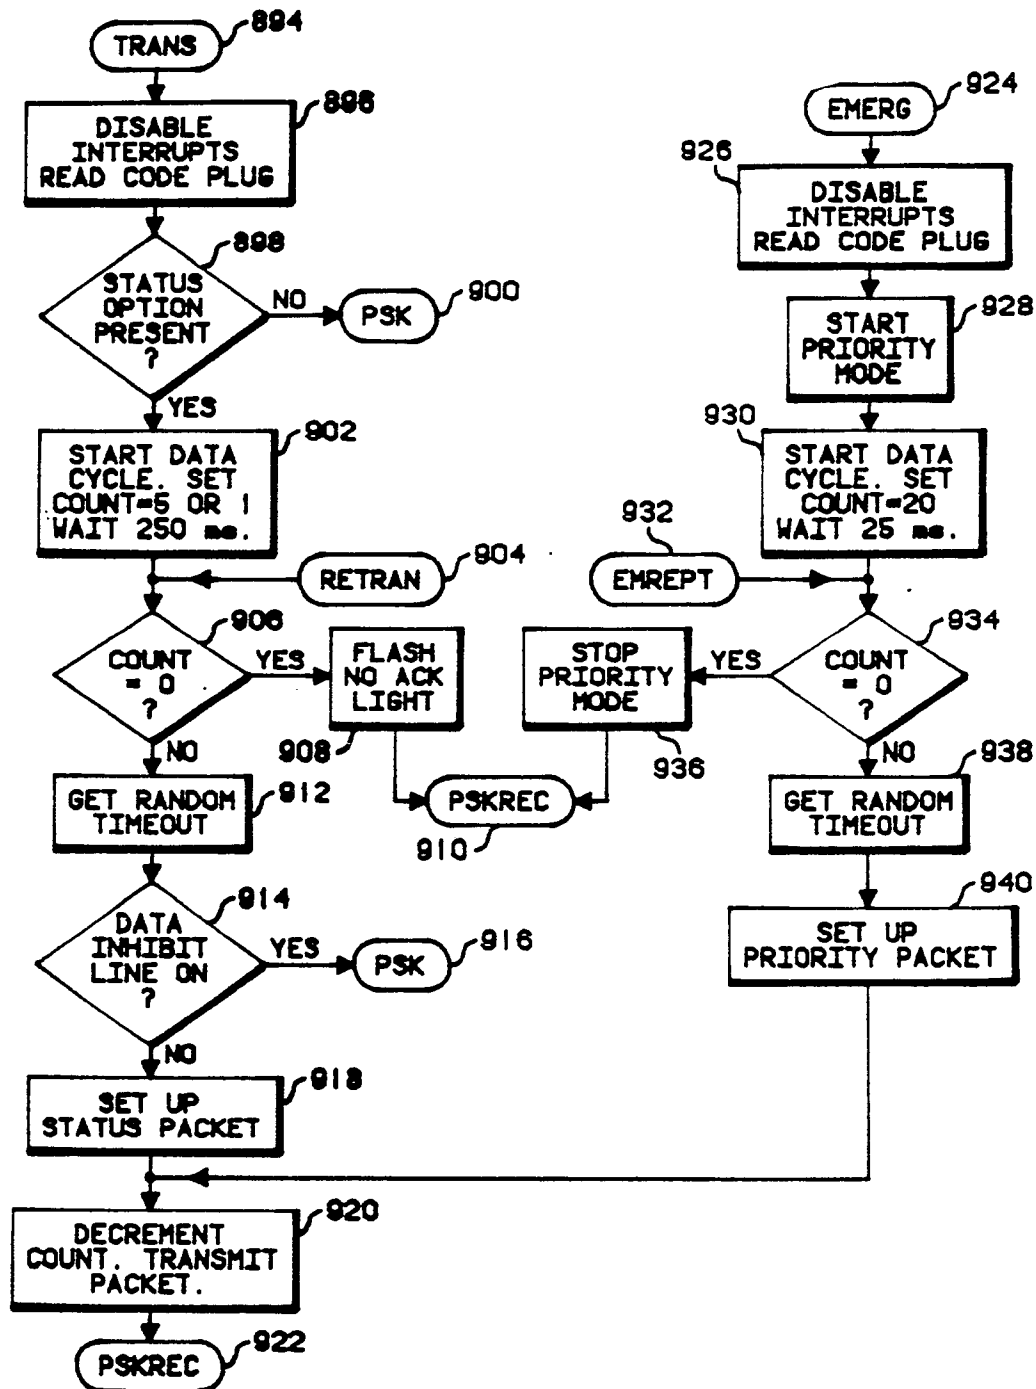 TRANS
894
896
DISABLE
INTERRUPTS
READ CODE PLUG
898
STATUS
OPTION
PRESENT
?
NO
PSK
900
YES
902
START DATA
CYCLE. SET
COUNT=5 OR 1
WAIT 250 ms.
RETRAN
904
906
COUNT
= 0
?
YES
FLASH
NO ACK
LIGHT
908
NO
GET RANDOM
TIMEOUT
912
PSKREC
910
914
DATA
INHIBIT
LINE ON
?
YES
PSK
916
NO
918
SET UP
STATUS PACKET
920
DECREMENT
COUNT. TRANSMIT
PACKET.
PSKREC
922
EMERG
924
926
DISABLE
INTERRUPTS
READ CODE PLUG
928
START
PRIORITY
MODE
930
START DATA
CYCLE. SET
COUNT=20
WAIT 25 ms.
932
EMREPT
934
COUNT
= 0
?
YES
STOP
PRIORITY
MODE
936
NO
938
GET RANDOM
TIMEOUT
940
SET UP
PRIORITY PACKET